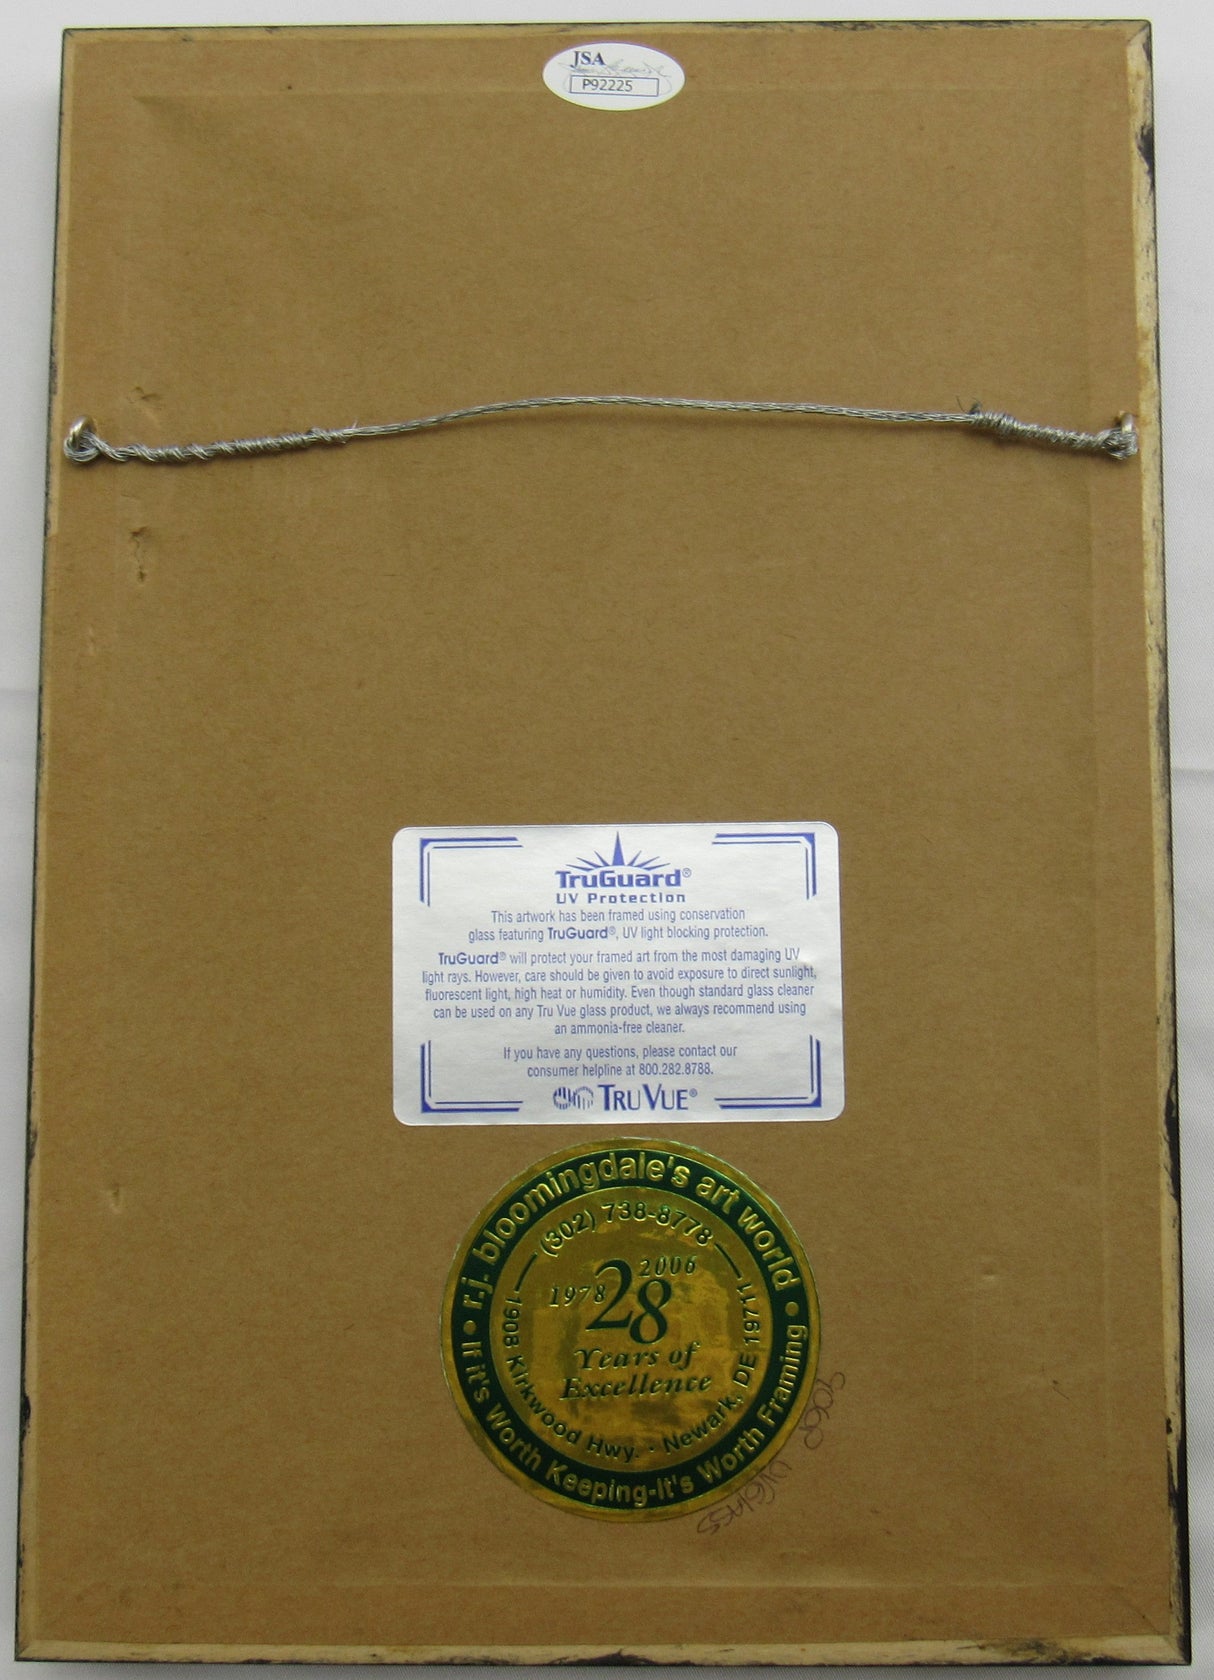 JSA
P92225
TruGuard®
UV Protection
This artwork has been framed using conservation
glass featuring TruGuard®, UV light blocking protection.
TruGuard® will protect your framed art from the most damaging UV
light rays. However, care should be given to avoid exposure to direct sunlight,
fluorescent light, high heat or humidity. Even though standard glass cleaner
can be used on any Tru Vue glass product, we always recommend using
an ammonia-free cleaner.
If you have any questions, please contact our
consumer helpline at 800.282.8788.
TRU VUE®
• r.j. bloomingdale's art world •
If it's Worth Keeping-It's Worth Framing
(302) 738-8778
1908 Kirkwood Hwy. • Newark, DE 19711
1978 28 2006
Years of
Excellence